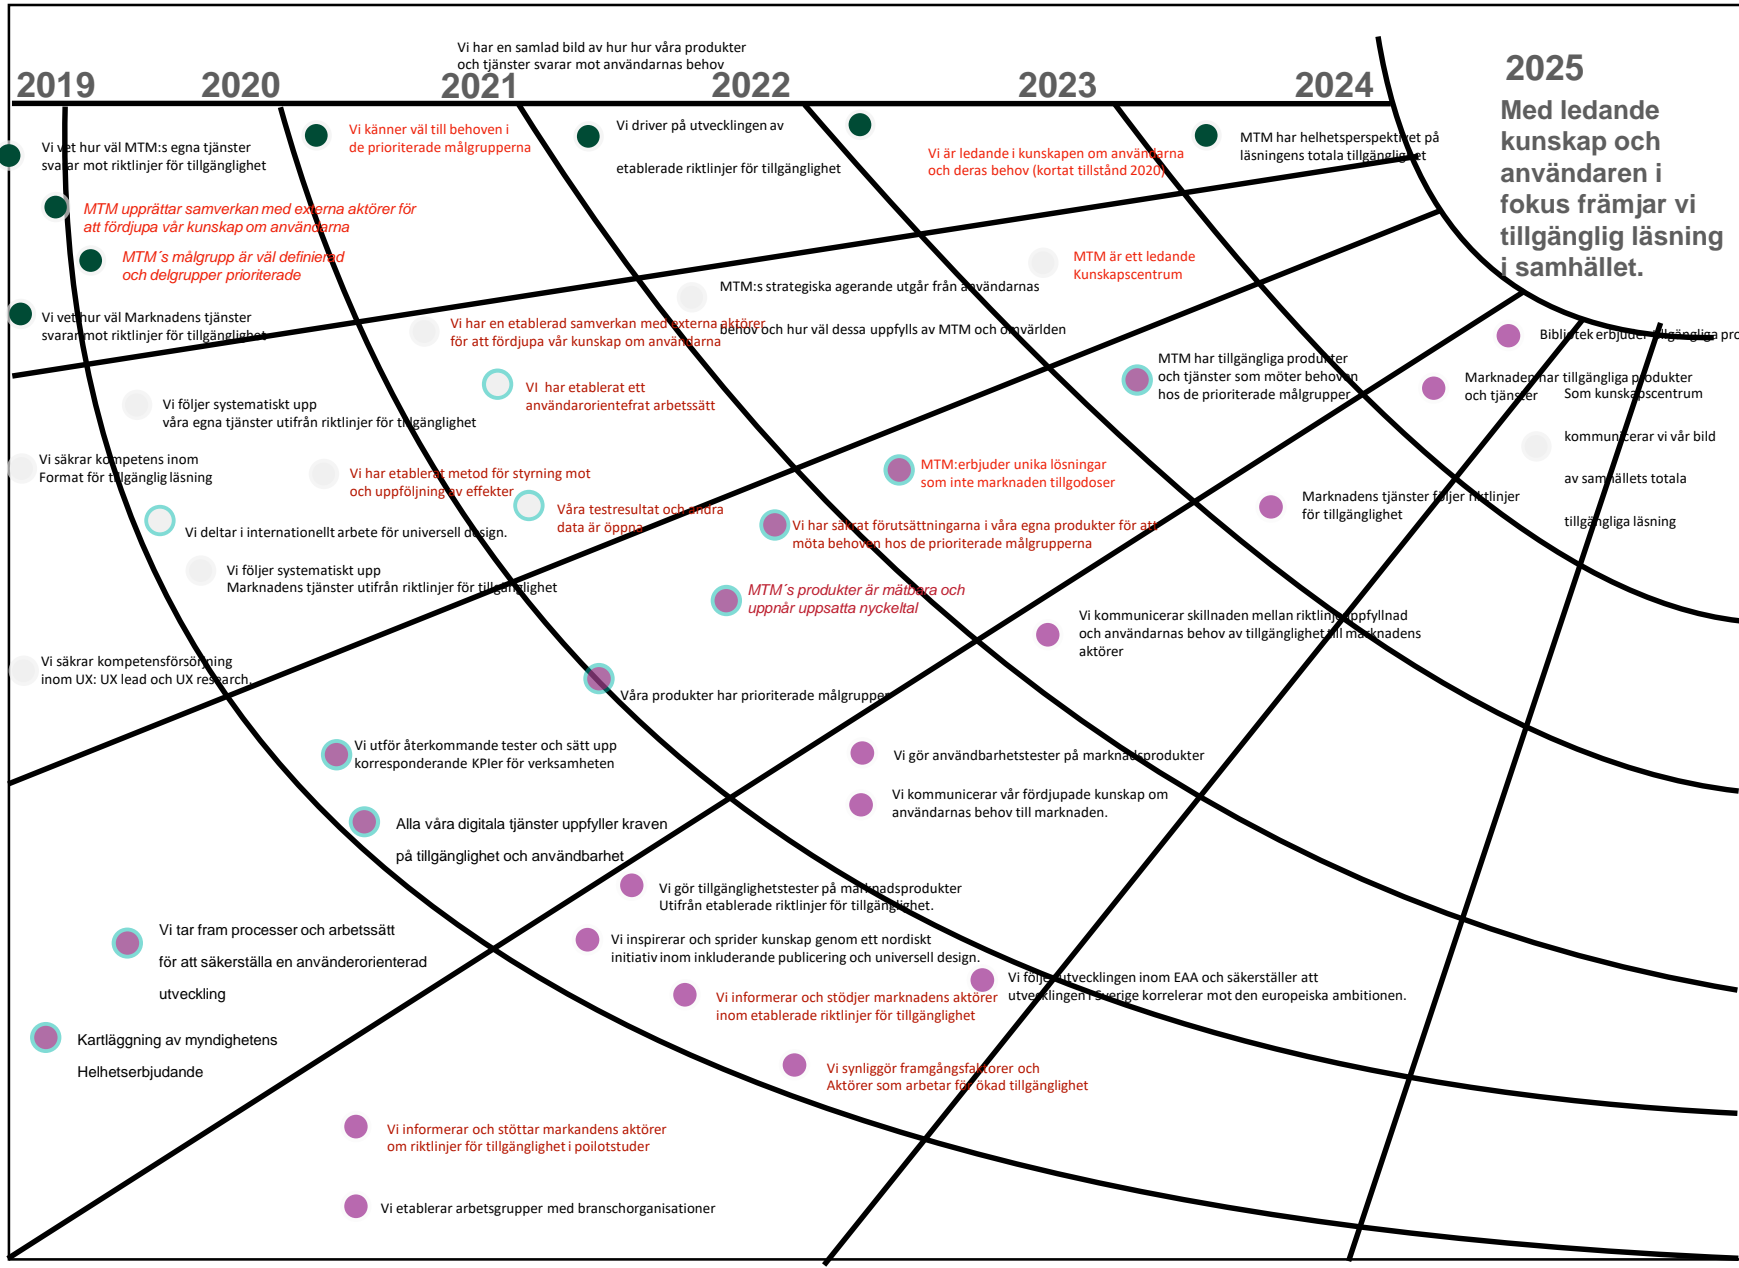 Vi har en samlad bild av hur hur våra produkter
och tjänster svarar mot användarnas behov
2019
2020
2021
2022
2023
2024
2025
Med ledande
kunskap och
användaren i
fokus främjar vi
tillgänglig läsning
i samhället.
Vi vet hur väl MTM:s egna tjänster
svarar mot riktlinjer för tillgänglighet
Vi känner väl till behoven i
de prioriterade målgrupperna
Vi driver på utvecklingen av
etablerade riktlinjer för tillgänglighet
Vi är ledande i kunskapen om användarna
och deras behov (kortat tillstånd 2020)
MTM har helhetsperspektivet på
läsningens totala tillgänglighet
MTM upprättar samverkan med externa aktörer för
att fördjupa vår kunskap om användarna
MTM´s målgrupp är väl definierad
och delgrupper prioriterade
Vi vet hur väl Marknadens tjänster
svarar mot riktlinjer för tillgänglighet
MTM är ett ledande
Kunskapscentrum
MTM:s strategiska agerande utgår från användarnas
behov och hur väl dessa uppfylls av MTM och omvärlden
Vi har en etablerad samverkan med externa aktörer
för att fördjupa vår kunskap om användarna
VI  har etablerat ett
användarorientefrat arbetssätt
Vi följer systematiskt upp
våra egna tjänster utifrån riktlinjer för tillgänglighet
Vi säkrar kompetens inom
Format för tillgänglig läsning
Vi har etablerat metod för styrning mot
och uppföljning av effekter
Våra testresultat och andra
data är öppna
Vi deltar i internationellt arbete för universell design.
Vi följer systematiskt upp
Marknadens tjänster utifrån riktlinjer för tillgänglighet
Vi säkrar kompetensförsörjning
inom UX: UX lead och UX research.
MTM har tillgängliga produkter
och tjänster som möter behoven
hos de prioriterade målgrupper
MTM:erbjuder unika lösningar
som inte marknaden tillgodoser
Vi har säkrat förutsättningarna i våra egna produkter för att
möta behoven hos de prioriterade målgrupperna
MTM´s produkter är mätbara och
uppnår uppsatta nyckeltal
Våra produkter har prioriterade målgrupper
Vi utför återkommande tester och sätt upp
korresponderande KPIer för verksamheten
Alla våra digitala tjänster uppfyller kraven
på tillgänglighet och användbarhet
Vi tar fram processer och arbetssätt
för att säkerställa en använderorienterad
utveckling
Kartläggning av myndighetens
Helhetserbjudande
Bibliotek erbjuder tillgängliga pro
Marknaden har tillgängliga produkter
och tjänster
Som kunskapscentrum
kommunicerar vi vår bild
av samhällets totala
tillgängliga läsning
Marknadens tjänster följer riktlinjer
för tillgänglighet
Vi kommunicerar skillnaden mellan riktlinjeuppfyllnad
och användarnas behov av tillgänglighet till marknadens
aktörer
Vi gör användbarhetstester på marknadsprodukter
Vi kommunicerar vår fördjupade kunskap om
användarnas behov till marknaden.
Vi gör tillgänglighetstester på marknadsprodukter
Utifrån etablerade riktlinjer för tillgänglighet.
Vi inspirerar och sprider kunskap genom ett nordiskt
initiativ inom inkluderande publicering och universell design.
Vi följer utvecklingen inom EAA och säkerställer att
utvecklingen i Sverige korrelerar mot den europeiska ambitionen.
Vi informerar och stödjer marknadens aktörer
inom etablerade riktlinjer för tillgänglighet
Vi synliggör framgångsfaktorer och
Aktörer som arbetar för ökad tillgänglighet
Vi informerar och stöttar markandens aktörer
om riktlinjer för tillgänglighet i poilotstuder
Vi etablerar arbetsgrupper med branschorganisationer